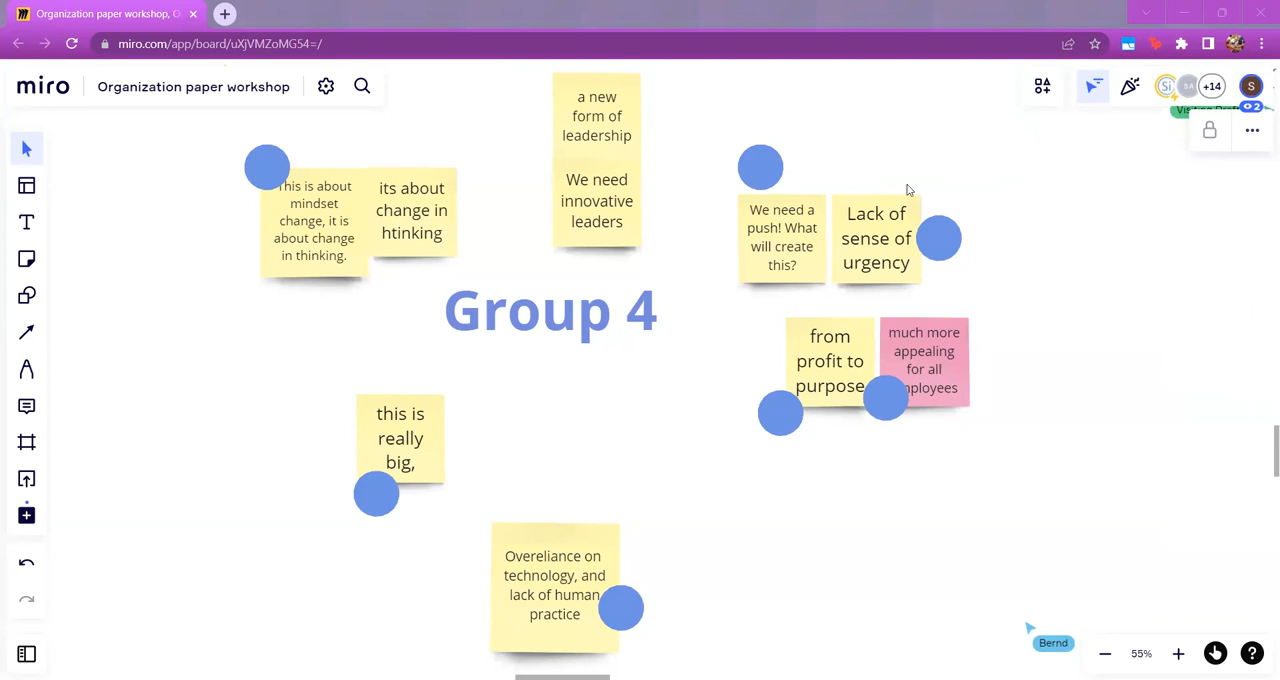 Organization paper workshop, G
miro.com/app/board/uXjVMZoMG54=/
miro
Organization paper workshop
Si
SA
+14
S
2
a new
form of
leadership
We need
innovative
leaders
This is about
mindset
change, it is
about change
in thinking.
its about
change in
htinking
We need a
push! What
will create
this?
Lack of
sense of
urgency
Group 4
from
profit to
purpose
much more
appealing
for all
this is
really
big,
Overeliance on
technology, and
lack of human
practice
Bernd
55%